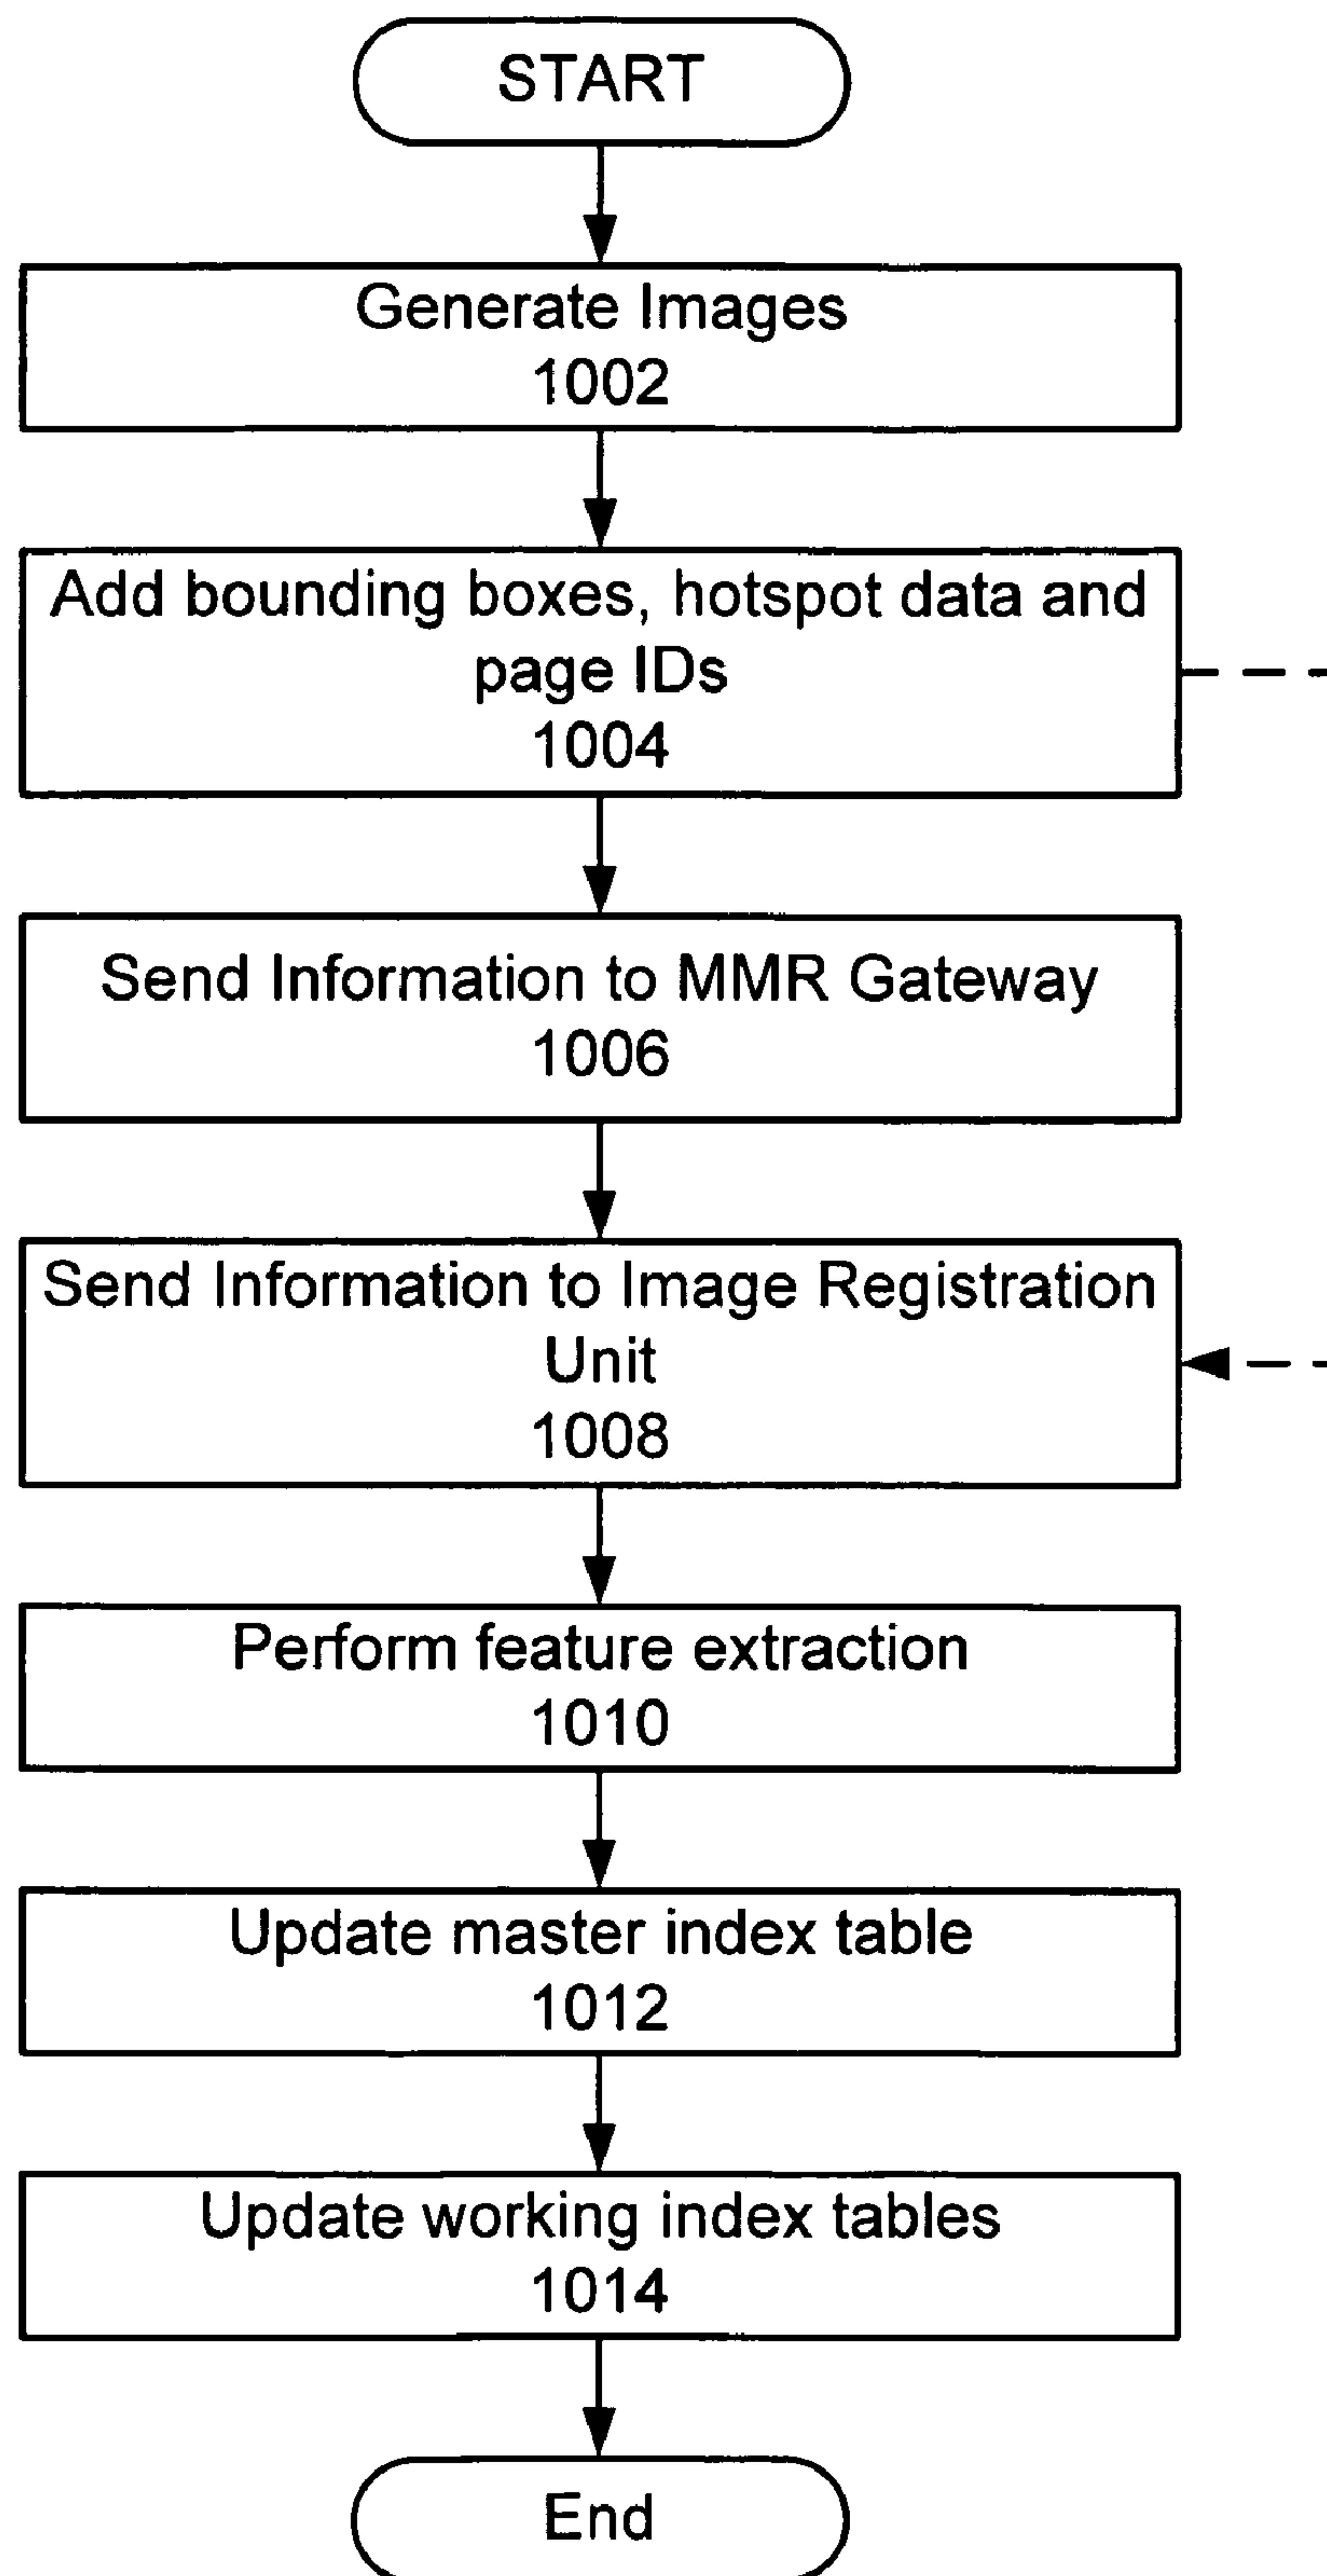 START
Generate Images
1002
Add bounding boxes, hotspot data and
page IDs
1004
Send Information to MMR Gateway
1006
Send Information to Image Registration
Unit
1008
Perform feature extraction
1010
Update master index table
1012
Update working index tables
1014
End